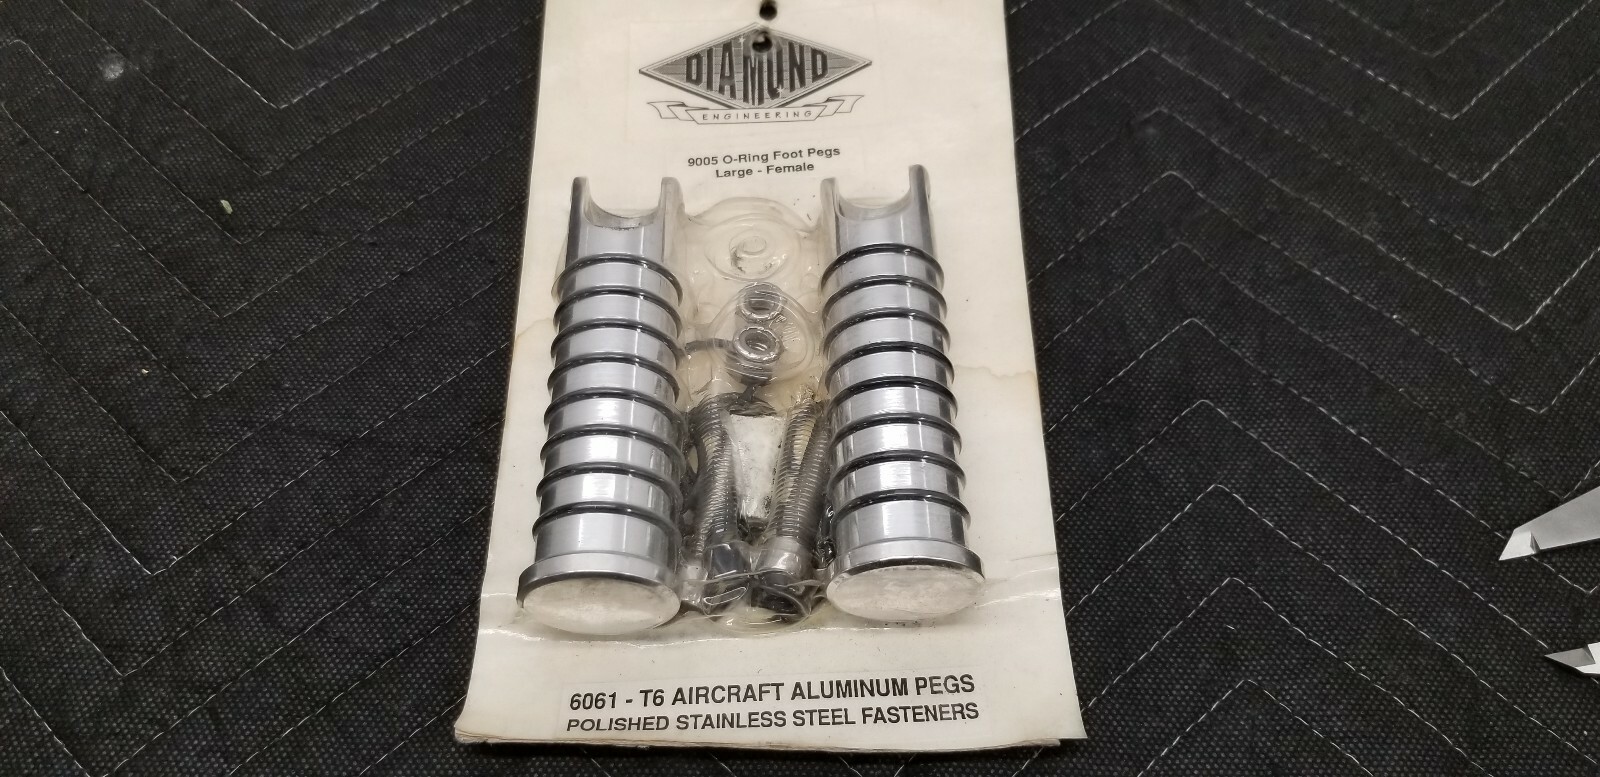 DIAMOND
ENGINEERING
9005 O-Ring Foot Pegs
Large - Female
6061 - T6 AIRCRAFT ALUMINUM PEGS
POLISHED STAINLESS STEEL FASTENERS